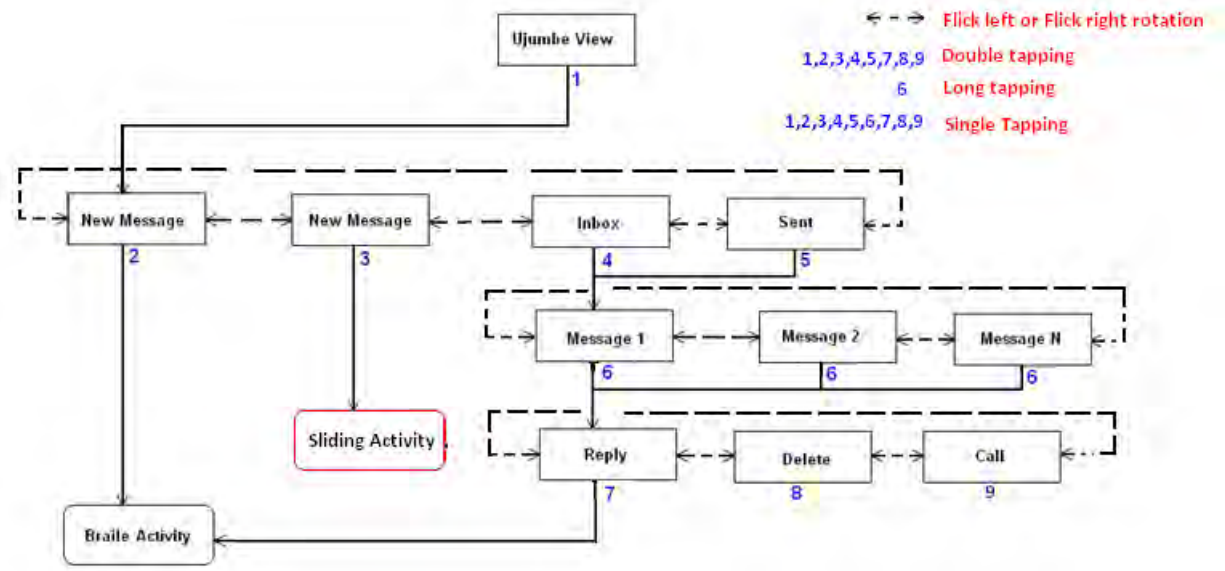 Ujumbe View
1
Flick left or Flick right rotation
1,2,3,4,5,7,8,9 Double tapping
6 Long tapping
1,2,3,4,5,6,7,8,9 Single Tapping
New Message
New Message
Inbox
Sent
2
3
4
5
Message 1
Message 2
Message N
6
6
6
Sliding Activity
Reply
Delete
Call
7
8
9
Braile Activity